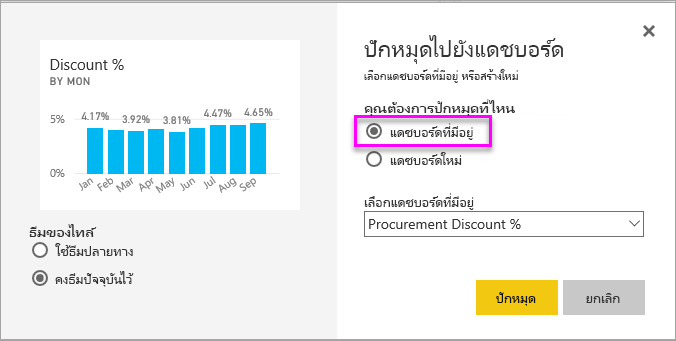 Discount %
BY MON
4.17% 3.92% 3.81% 4.47% 4.65%
5%
0%
Jan Feb Mar Apr May Jun Jul Aug Sep
ธีมของไทล์
ใช้ธีมปลายทาง
คงธีมปัจจุบันไว้
ปักหมุดไปยังแดชบอร์ด
เลือกแดชบอร์ดที่มีอยู่ หรือสร้างใหม่
คุณต้องการปักหมุดที่ไหน
แดชบอร์ดที่มีอยู่
แดชบอร์ดใหม่
เลือกแดชบอร์ดที่มีอยู่
Procurement Discount %
ปักหมุด
ยกเลิก